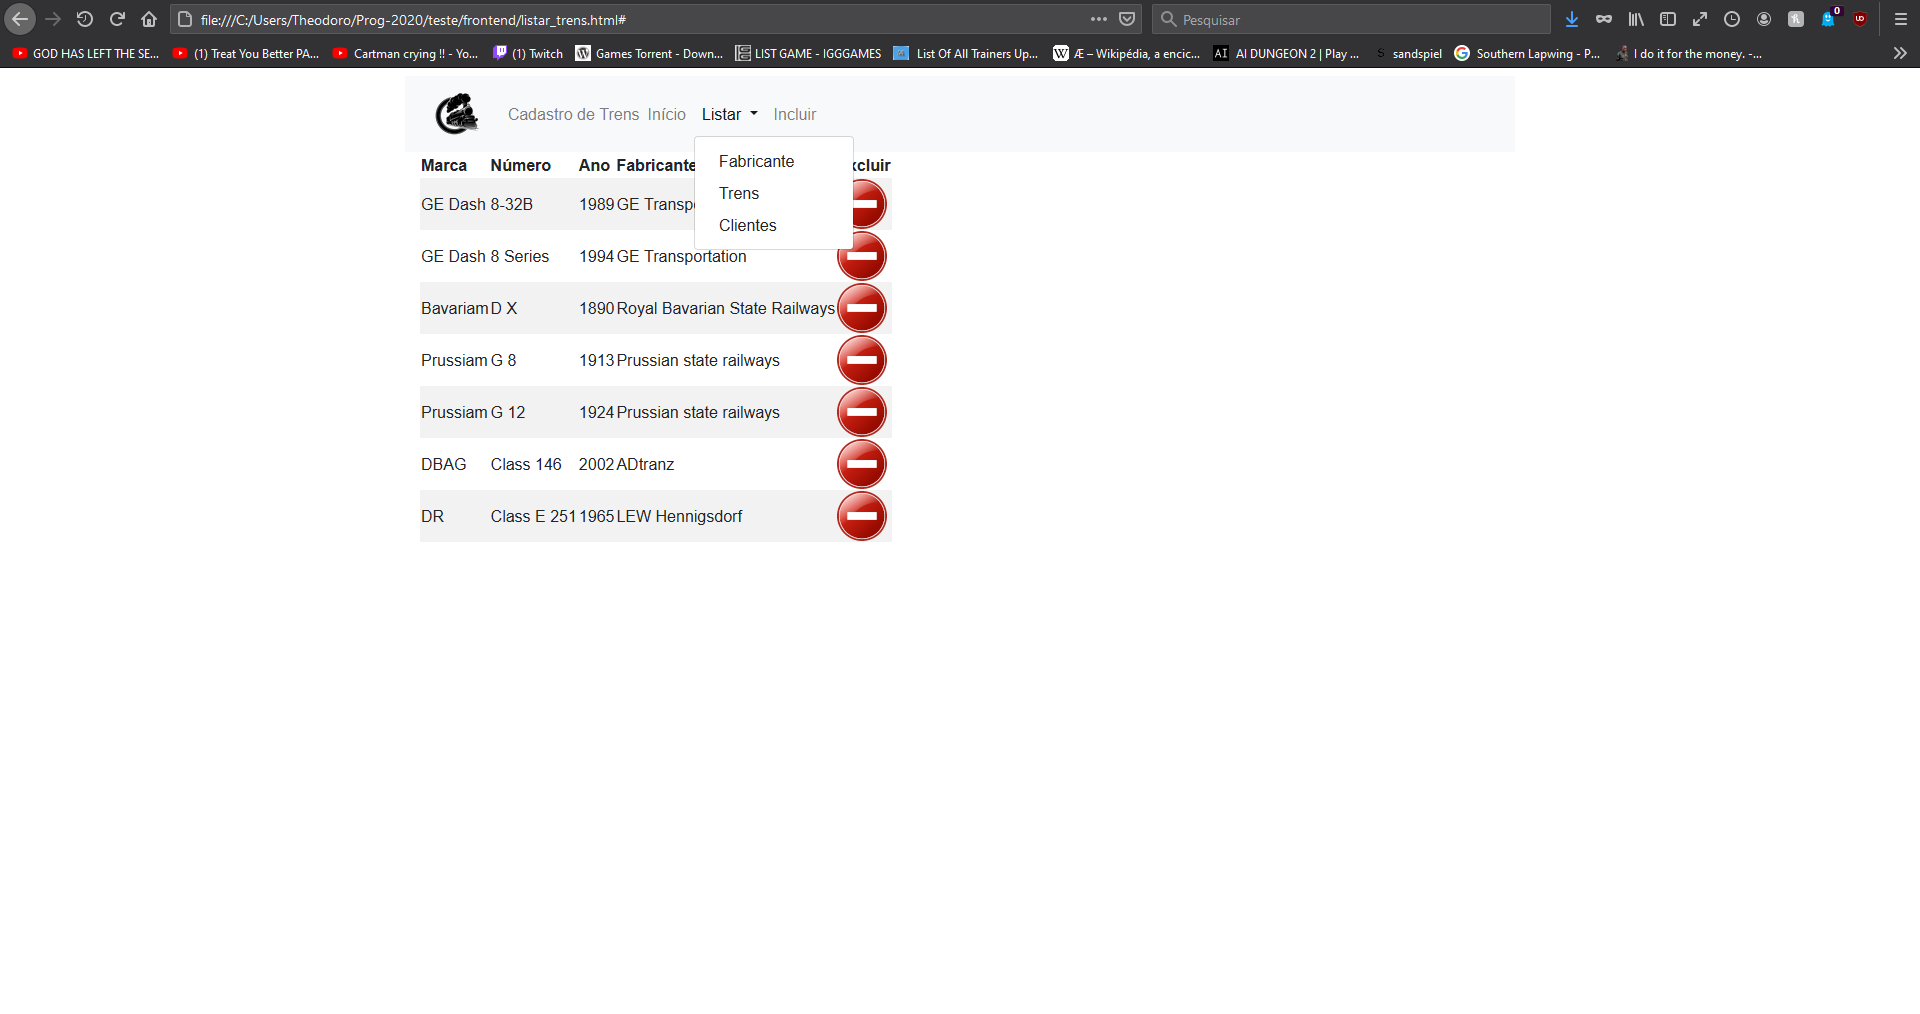 file:///C:/Users/Theodoro/Prog-2020/teste/frontend/listar_trens.html#
Pesquisar
0
GOD HAS LEFT THE SE...
(1) Treat You Better PA...
Cartman crying !! - Yo...
(1) Twitch
Games Torrent - Down...
LIST GAME - IGGGAMES
List Of All Trainers Up...
W Æ – Wikipédia, a encic...
AI AI DUNGEON 2 | Play ...
S sandspiel
G Southern Lapwing - P...
I do it for the money. -...
Cadastro de Trens Início Listar Incluir
Fabricante
Trens
Clientes
Marca Número Ano Fabricante xcluir
GE Dash 8-32B 1989 GE Transp
GE Dash 8 Series 1994 GE Transportation
Bavariam D X 1890 Royal Bavarian State Railways
Prussiam G 8 1913 Prussian state railways
Prussiam G 12 1924 Prussian state railways
DBAG Class 146 2002 ADtranz
DR Class E 251 1965 LEW Hennigsdorf